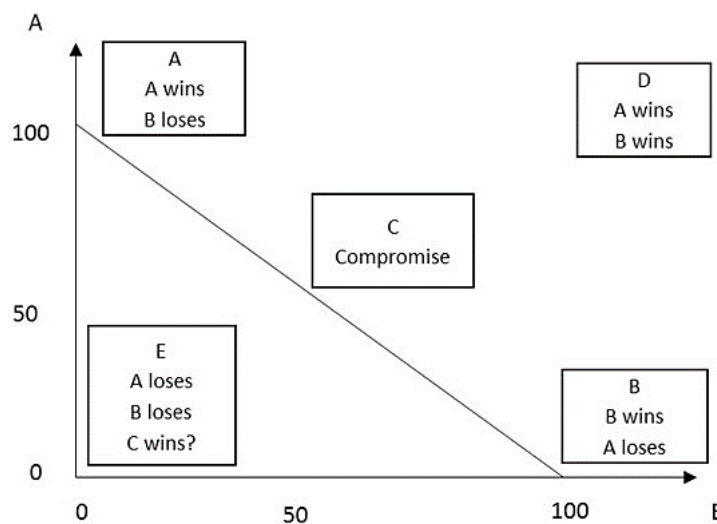 A
A
A wins
B loses
D
A wins
B wins
100
C
Compromise
50
E
A loses
B loses
C wins?
B
B wins
A loses
0
0
50
100
B